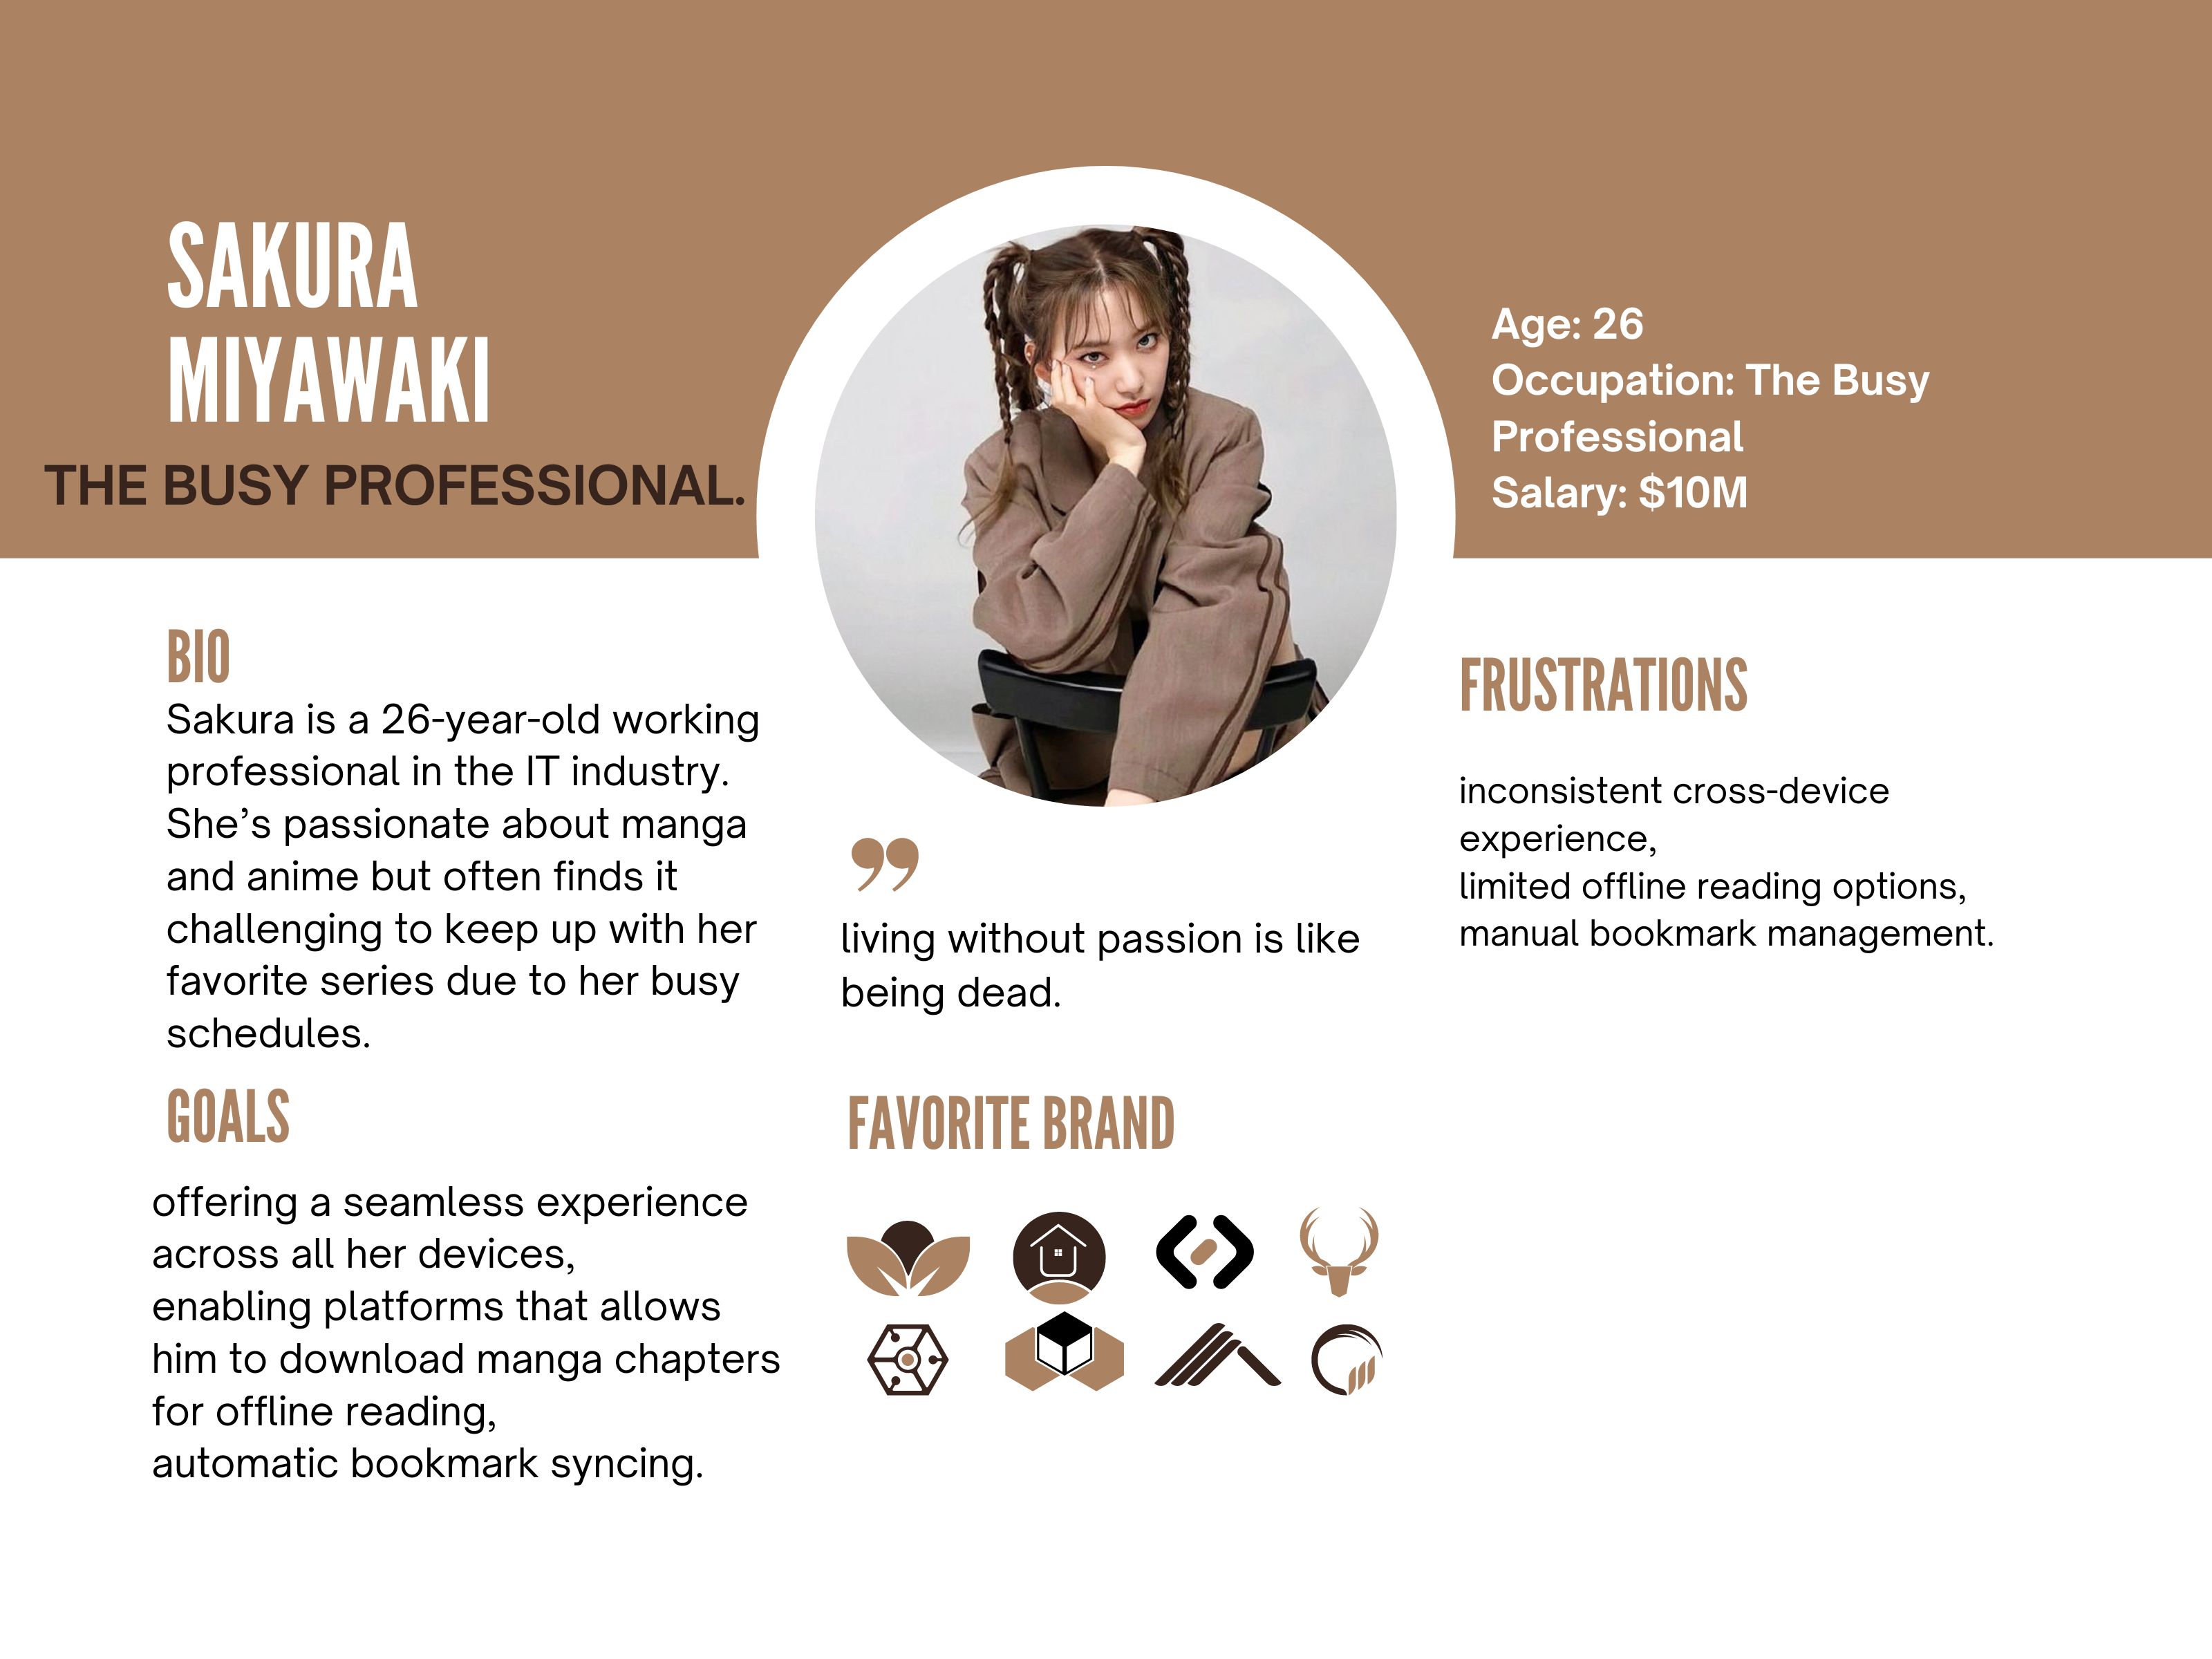 SAKURA
MIYAWAKI
THE BUSY PROFESSIONAL.
Age: 26
Occupation: The Busy
Professional
Salary: $10M
BIO
Sakura is a 26-year-old working
professional in the IT industry.
She’s passionate about manga
and anime but often finds it
challenging to keep up with her
favorite series due to her busy
schedules.
GOALS
offering a seamless experience
across all her devices,
enabling platforms that allows
him to download manga chapters
for offline reading,
automatic bookmark syncing.
”
living without passion is like
being dead.
FAVORITE BRAND
FRUSTRATIONS
inconsistent cross-device
experience,
limited offline reading options,
manual bookmark management.